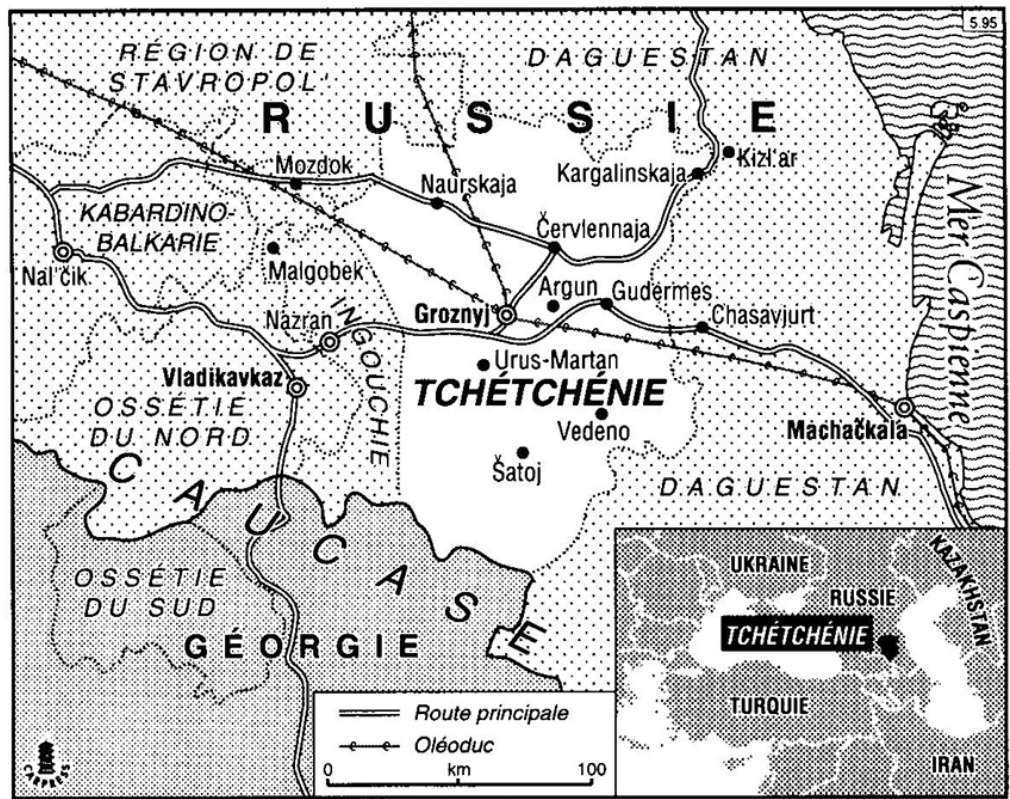 5.95
RÉGION DE
STAVROPOL'
DAGUESTAN
RUSSIE
Mozdok
Naurskaja
Kargalinskaja
Kizl'ar
KABARDINO-
BALKARIE
Červlennaja
Mer Caspienne
Nal'čik
Malgobek
INGOUCHIE
Nazran
Groznyj
Argun
Gudermes
Chasavjurt
Urus-Martan
Vladikavkaz
TCHÉTCHÉNIE
OSSÉTIE
DU NORD
Vedeno
Machačkala
Šatoj
DAGUESTAN
CAUCASE
OSSÉTIE
DU SUD
GÉORGIE
UKRAINE
KAZAKHSTAN
RUSSIE
TCHÉTCHÉNIE
TURQUIE
IRAN
Route principale
Oléoduc
0 km 100
CARPRESS